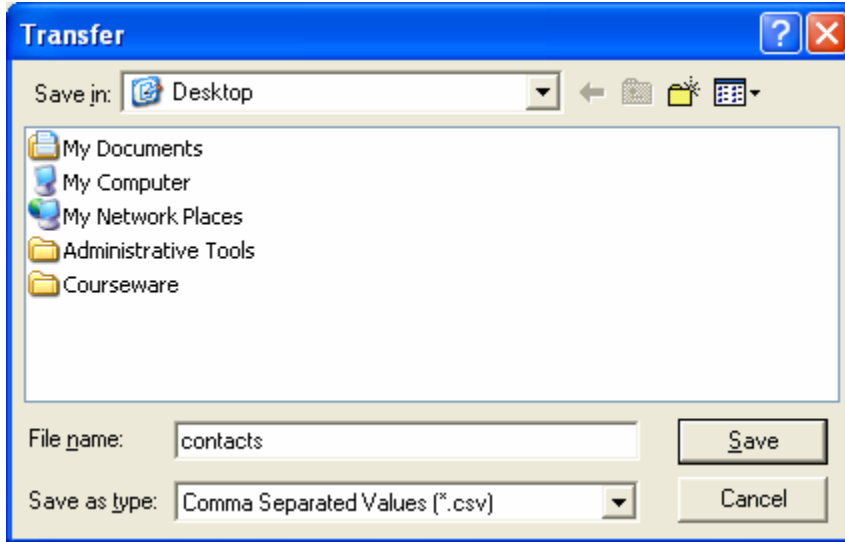 Transfer
Save in: Desktop
My Documents
My Computer
My Network Places
Administrative Tools
Courseware
File name: contacts Save
Save as type: Comma Separated Values (*.csv) Cancel